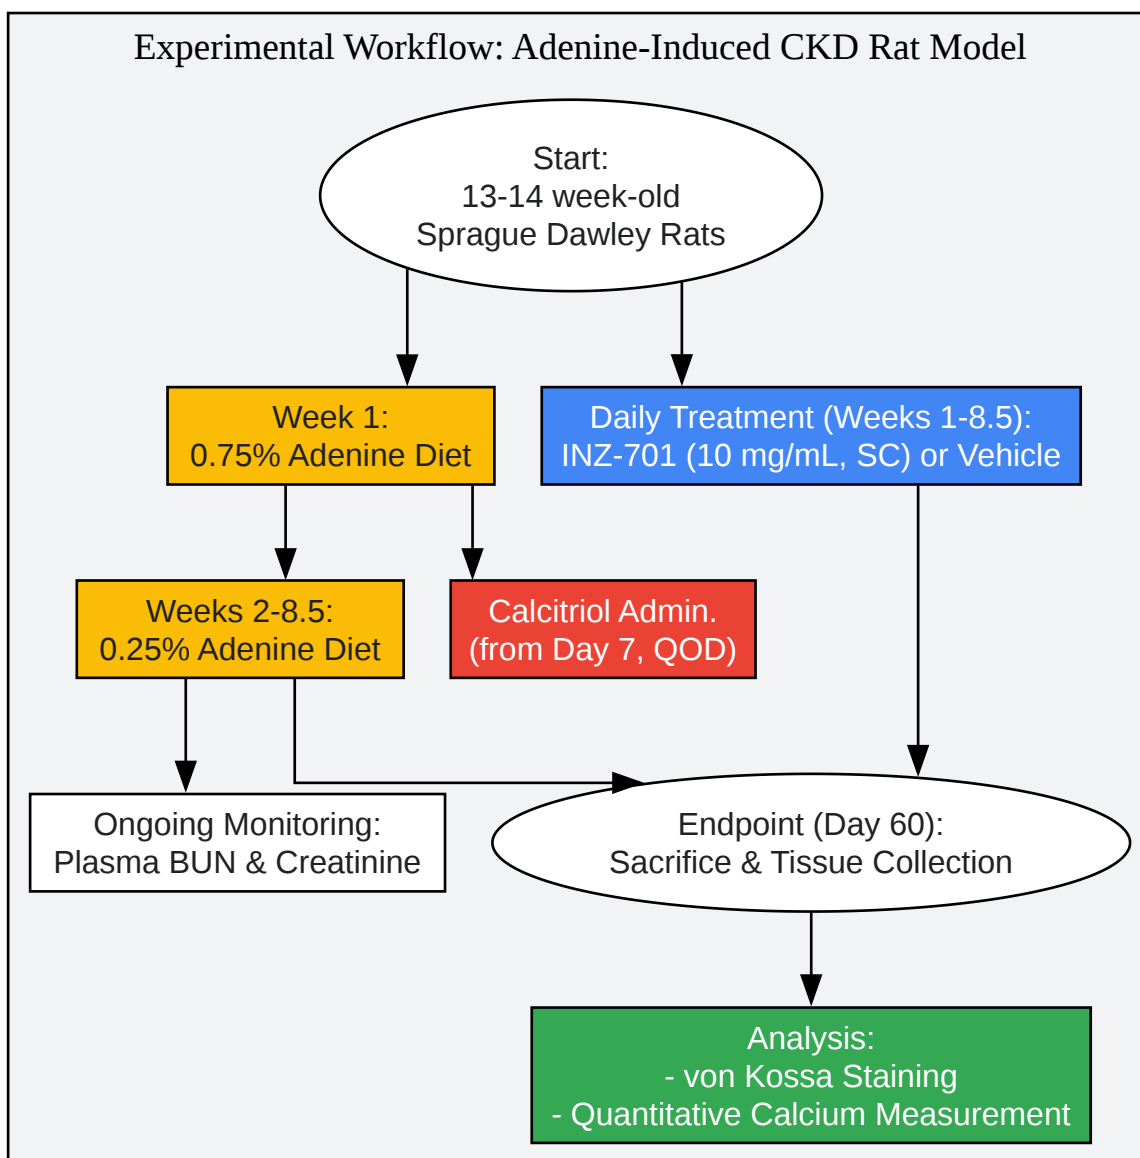 Experimental Workflow: Adenine-Induced CKD Rat Model
Start:
13-14 week-old
Sprague Dawley Rats
Week 1:
0.75% Adenine Diet
Daily Treatment (Weeks 1-8.5):
INZ-701 (10 mg/mL, SC) or Vehicle
Weeks 2-8.5:
0.25% Adenine Diet
Calcitriol Admin.
(from Day 7, QOD)
Ongoing Monitoring:
Plasma BUN & Creatinine
Endpoint (Day 60):
Sacrifice & Tissue Collection
Analysis:
- von Kossa Staining
- Quantitative Calcium Measurement